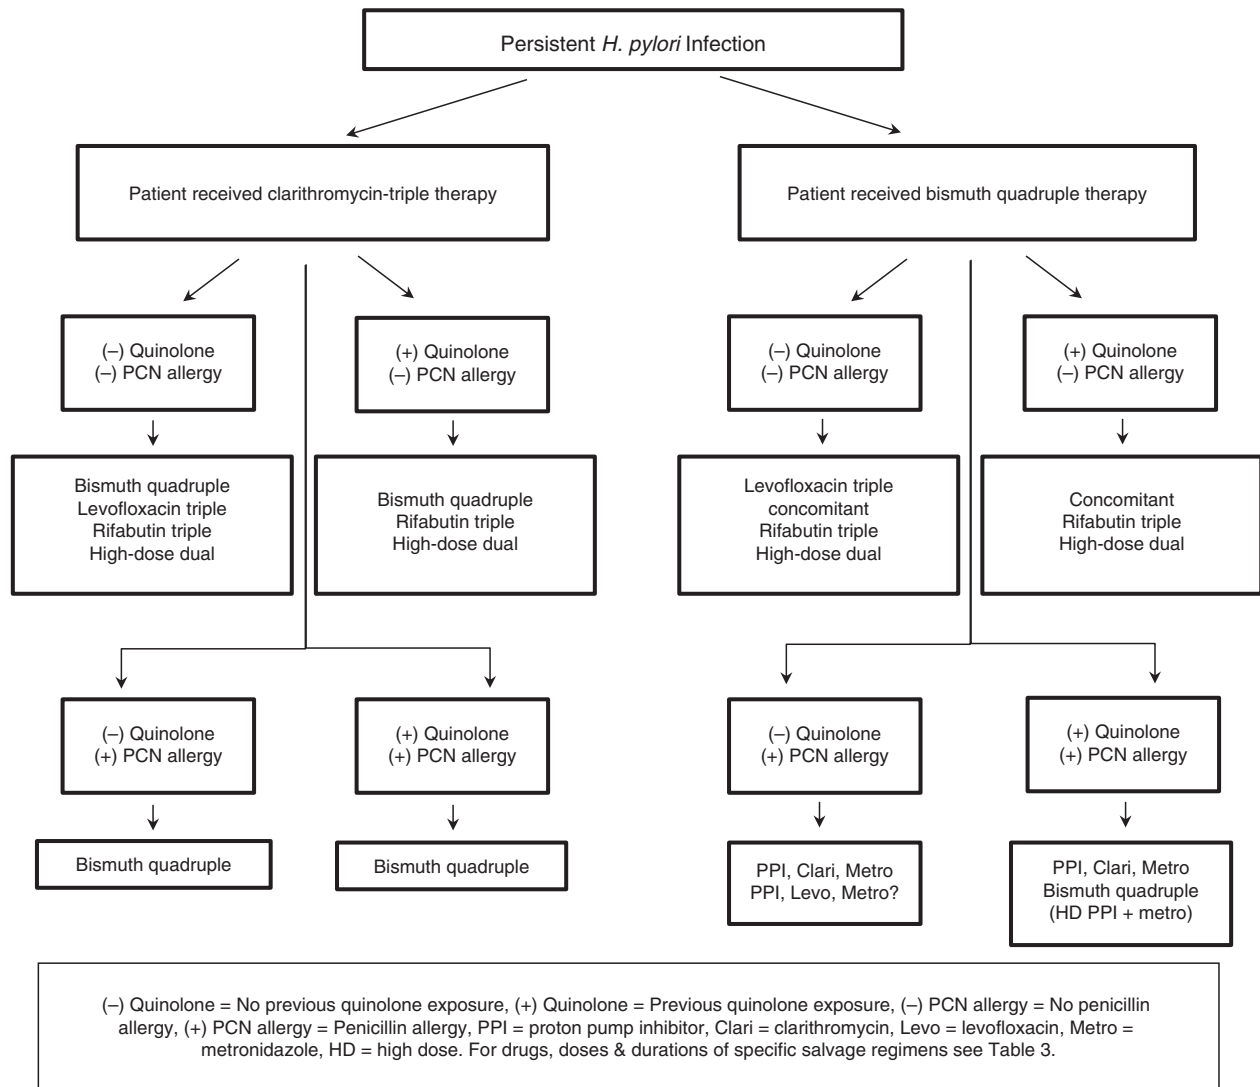 Persistent H. pylori Infection
Patient received clarithromycin-triple therapy
Patient received bismuth quadruple therapy
(–) Quinolone
(–) PCN allergy
(+) Quinolone
(–) PCN allergy
(–) Quinolone
(–) PCN allergy
(+) Quinolone
(–) PCN allergy
Bismuth quadruple
Levofloxacin triple
Rifabutin triple
High-dose dual
Bismuth quadruple
Rifabutin triple
High-dose dual
Levofloxacin triple
concomitant
Rifabutin triple
High-dose dual
Concomitant
Rifabutin triple
High-dose dual
(–) Quinolone
(+) PCN allergy
(+) Quinolone
(+) PCN allergy
(–) Quinolone
(+) PCN allergy
(+) Quinolone
(+) PCN allergy
Bismuth quadruple
Bismuth quadruple
PPI, Clari, Metro
PPI, Levo, Metro?
PPI, Clari, Metro
Bismuth quadruple
(HD PPI + metro)
(–) Quinolone = No previous quinolone exposure, (+) Quinolone = Previous quinolone exposure, (–) PCN allergy = No penicillin
allergy, (+) PCN allergy = Penicillin allergy, PPI = proton pump inhibitor, Clari = clarithromycin, Levo = levofloxacin, Metro =
metronidazole, HD = high dose. For drugs, doses & durations of specific salvage regimens see Table 3.